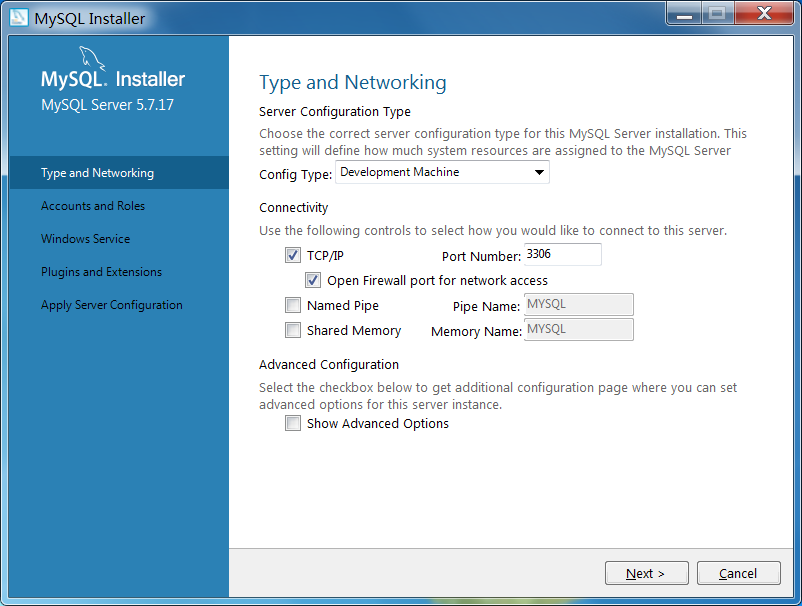 MySQL Installer
MySQL. Installer
MySQL Server 5.7.17
Type and Networking
Accounts and Roles
Windows Service
Plugins and Extensions
Apply Server Configuration
Type and Networking
Server Configuration Type
Choose the correct server configuration type for this MySQL Server installation. This
setting will define how much system resources are assigned to the MySQL Server
Config Type: Development Machine
Connectivity
Use the following controls to select how you would like to connect to this server.
TCP/IP Port Number: 3306
Open Firewall port for network access
Named Pipe Pipe Name: MYSQL
Shared Memory Memory Name: MYSQL
Advanced Configuration
Select the checkbox below to get additional configuration page where you can set
advanced options for this server instance.
Show Advanced Options
Next > Cancel